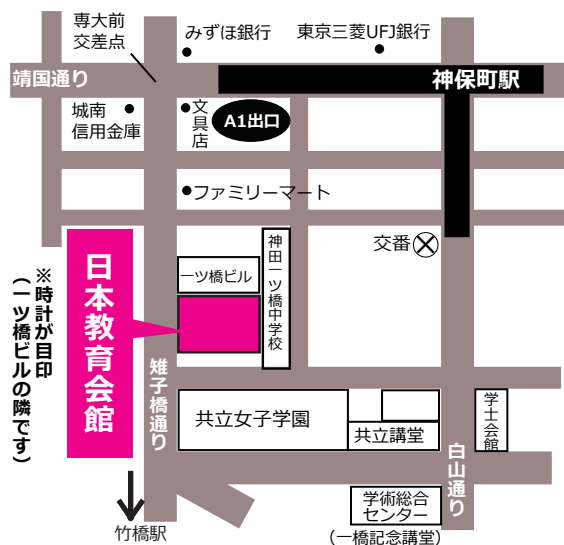 専大前
交差点
みずほ銀行
東京三菱UFJ銀行
靖国通り
神保町駅
城南
信用金庫
文具店
A1出口
ファミリーマート
交番
日本教育会館
※時計が目印
(一ツ橋ビルの隣です)
一ツ橋ビル
神田一ツ橋中学校
雉子橋通り
共立女子学園
共立講堂
学士会館
白山通り
学術総合
センター
(一橋記念講堂)
竹橋駅